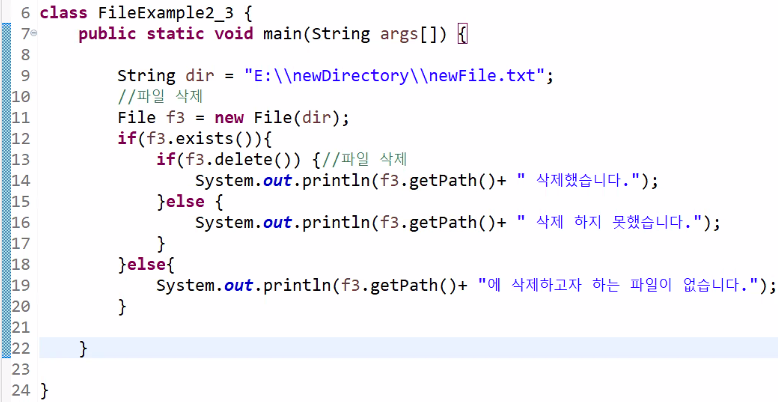 6 class FileExample2_3 {
7     public static void main(String args[]) {
8
9         String dir = "E:\\newDirectory\\newFile.txt";
10         //파일 삭제
11         File f3 = new File(dir);
12         if(f3.exists()){
13             if(f3.delete()) {//파일 삭제
14                 System.out.println(f3.getPath()+ " 삭제했습니다.");
15             }else {
16                 System.out.println(f3.getPath()+ " 삭제 하지 못했습니다.");
17             }
18         }else{
19             System.out.println(f3.getPath()+ "에 삭제하고자 하는 파일이 없습니다.");
20         }
21
22     }
23
24 }